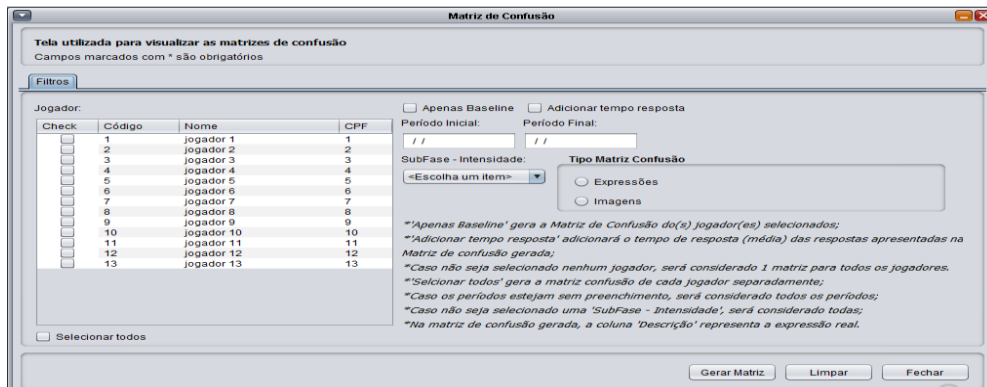 Matriz de Confusão
Tela utilizada para visualizar as matrizes de confusão
Campos marcados com * são obrigatórios
Filtros
Jogador:
Check Código Nome CPF
1 jogador 1 1
2 jogador 2 2
3 jogador 3 3
4 jogador 4 4
5 jogador 5 5
6 jogador 6 6
7 jogador 7 7
8 jogador 8 8
9 jogador 9 9
10 jogador 10 10
11 jogador 11 11
12 jogador 12 12
13 jogador 13 13
Selecionar todos
Apenas Baseline Adicionar tempo resposta
Período Inicial: Período Final:
/ / / /
SubFase - Intensidade: Tipo Matriz Confusão
<Escolha um item> Expressões
Imagens
*'Apenas Baseline' gera a Matriz de Confusão do(s) jogador(es) selecionados;
*'Adicionar tempo resposta' adicionará o tempo de resposta (média) das respostas apresentadas na
Matriz de confusão gerada;
*Caso não seja selecionado nenhum jogador, será considerado 1 matriz para todos os jogadores.
*'Selcionar todos' gera a matriz confusão de cada jogador separadamente;
*Caso os períodos estejam sem preenchimento, será considerado todos os períodos;
*Caso não seja selecionado uma 'SubFase - Intensidade', será considerado todas;
*Na matriz de confusão gerada, a coluna 'Descrição' representa a expressão real.
Gerar Matriz Limpar Fechar